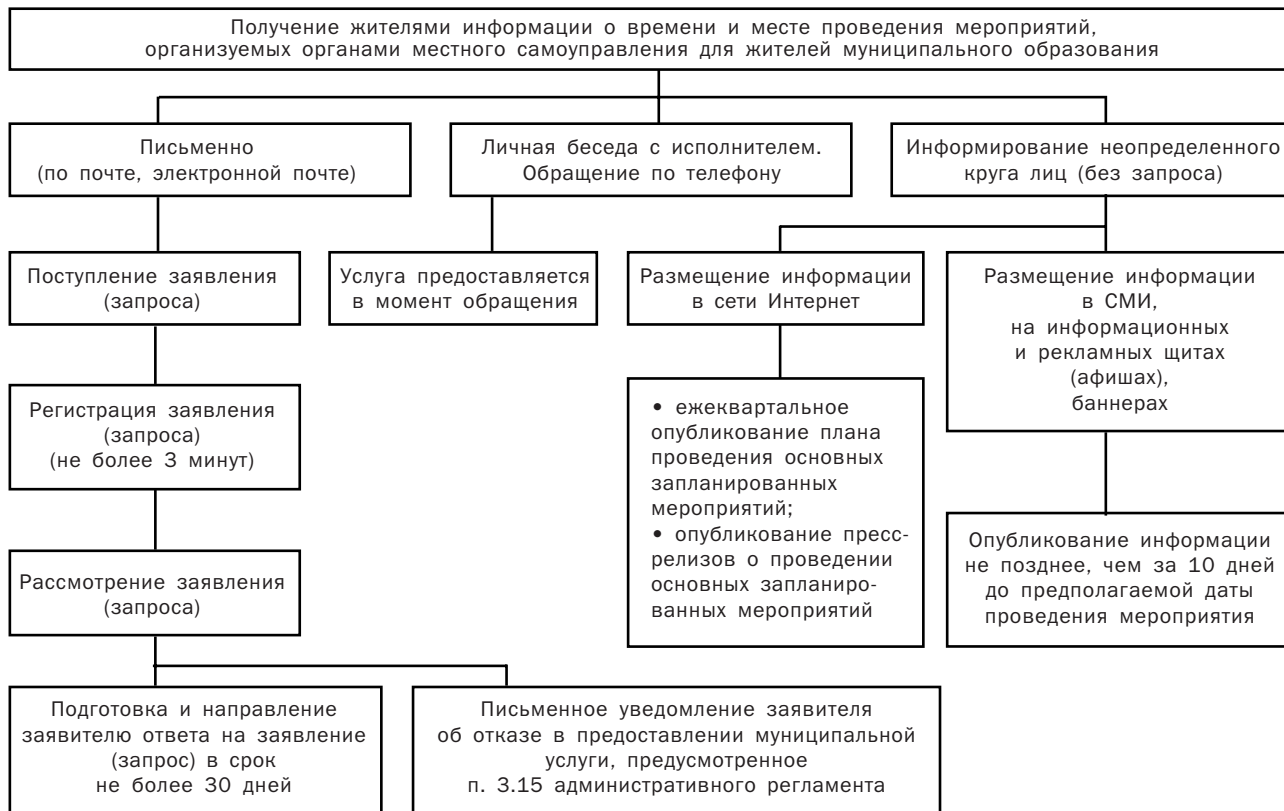 Получение жителями информации о времени и месте проведения мероприятий,
организуемых органами местного самоуправления для жителей муниципального образования
Письменно
(по почте, электронной почте)
Личная беседа с исполнителем.
Обращение по телефону
Информирование неопределенного
круга лиц (без запроса)
Поступление заявления
(запроса)
Услуга предоставляется
в момент обращения
Размещение информации
в сети Интернет
Размещение информации
в СМИ,
на информационных
и рекламных щитах
(афишах),
баннерах
Регистрация заявления
(запроса)
(не более 3 минут)
• ежеквартальное
опубликование плана
проведения основных
запланированных
мероприятий;
• опубликование пресс-
релизов о проведении
основных запланиро-
ванных мероприятий
Опубликование информации
не позднее, чем за 10 дней
до предполагаемой даты
проведения мероприятия
Рассмотрение заявления
(запроса)
Подготовка и направление
заявителю ответа на заявление
(запрос) в срок
не более 30 дней
Письменное уведомление заявителя
об отказе в предоставлении муниципальной
услуги, предусмотренное
п. 3.15 административного регламента